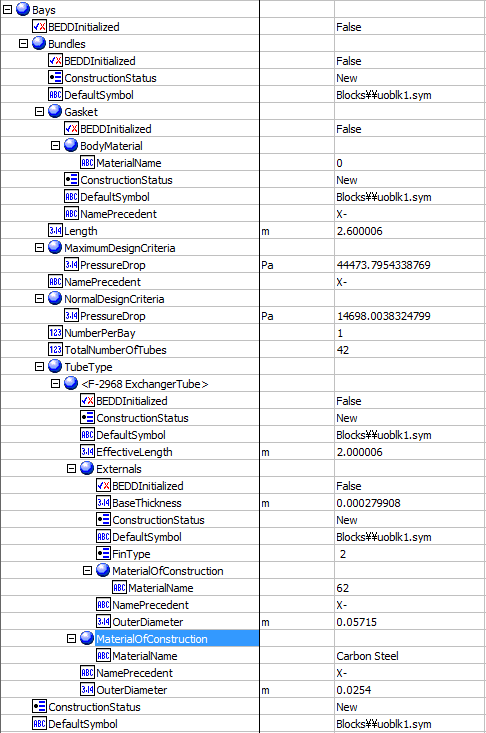 Bays
BEDDInitialized False
Bundles
BEDDInitialized False
ConstructionStatus New
DefaultSymbol Blocks¥¥uoblk1.sym
Gasket
BEDDInitialized False
BodyMaterial
MaterialName 0
ConstructionStatus New
DefaultSymbol Blocks¥¥uoblk1.sym
NamePrecedent X-
Length m 2.600006
MaximumDesignCriteria
PressureDrop Pa 44473.7954338769
NamePrecedent X-
NormalDesignCriteria
PressureDrop Pa 14698.0038324799
NumberPerBay 1
TotalNumberOfTubes 42
TubeType
<F-2968 ExchangerTube>
BEDDInitialized False
ConstructionStatus New
DefaultSymbol Blocks¥¥uoblk1.sym
EffectiveLength m 2.000006
Externals
BEDDInitialized False
BaseThickness m 0.000279908
ConstructionStatus New
DefaultSymbol Blocks¥¥uoblk1.sym
FinType 2
MaterialOfConstruction
MaterialName 62
NamePrecedent X-
OuterDiameter m 0.05715
MaterialOfConstruction
MaterialName Carbon Steel
NamePrecedent X-
OuterDiameter m 0.0254
ConstructionStatus New
DefaultSymbol Blocks¥¥uoblk1.sym